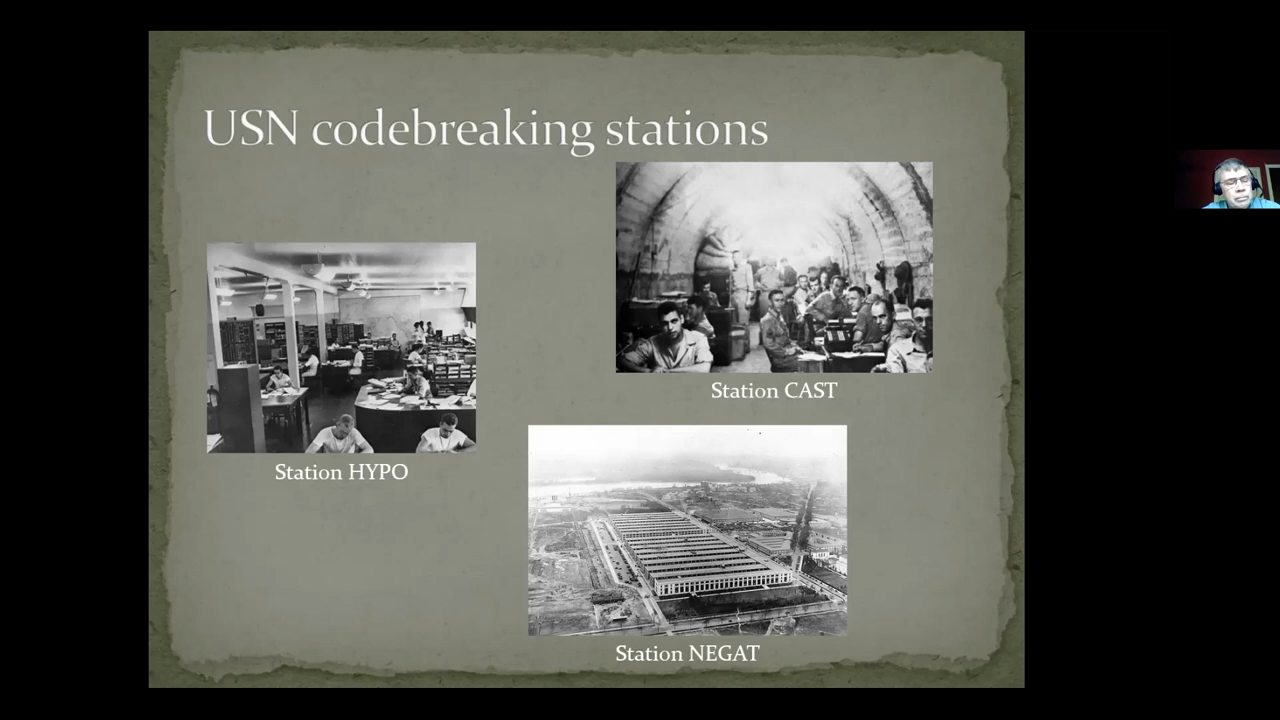 USN codebreaking stations
Station CAST
Station HYPO
Station NEGAT